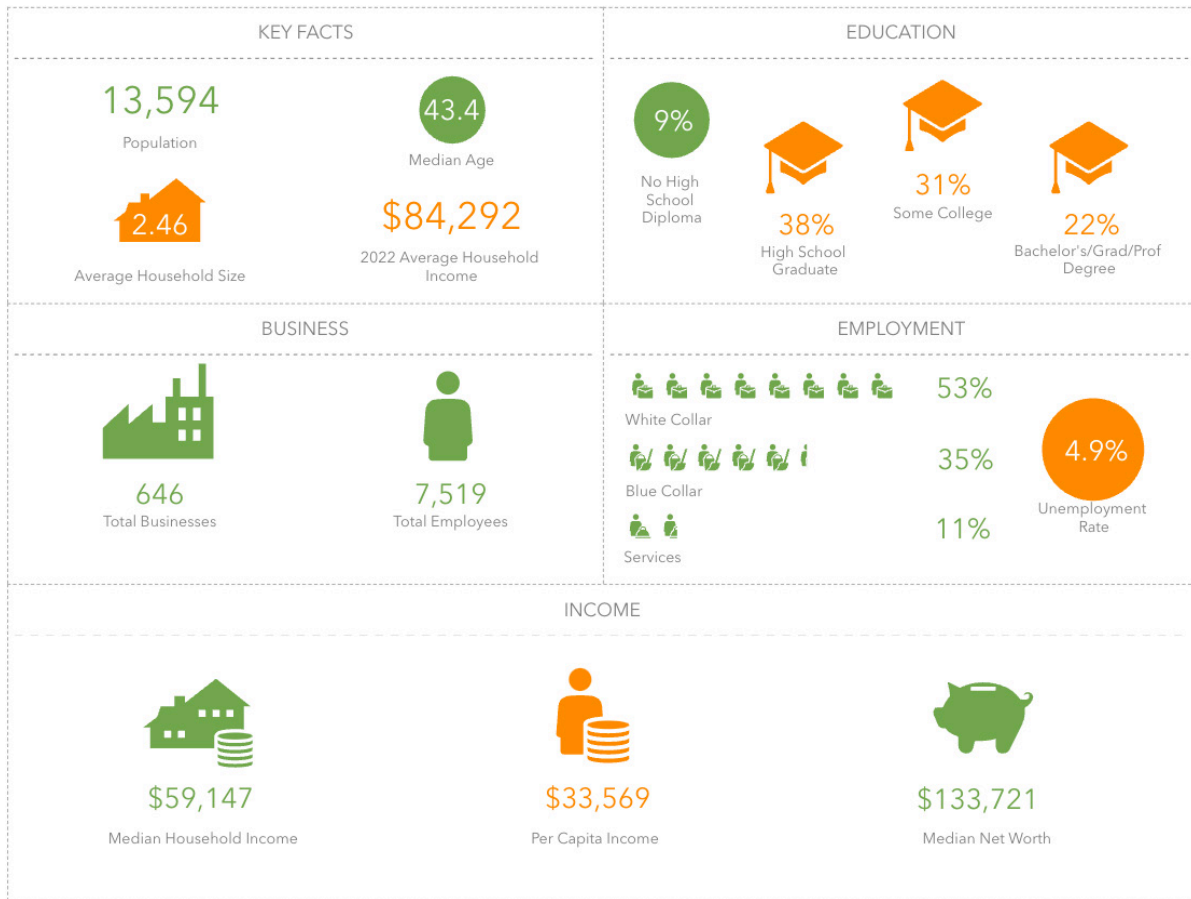 KEY FACTS
13,594
Population
43.4
Median Age
2.46
Average Household Size
$84,292
2022 Average Household
Income
EDUCATION
9%
No High
School
Diploma
38%
High School
Graduate
31%
Some College
22%
Bachelor's/Grad/Prof
Degree
BUSINESS
646
Total Businesses
7,519
Total Employees
EMPLOYMENT
53%
White Collar
35%
Blue Collar
11%
Services
4.9%
Unemployment
Rate
INCOME
$59,147
Median Household Income
$33,569
Per Capita Income
$133,721
Median Net Worth